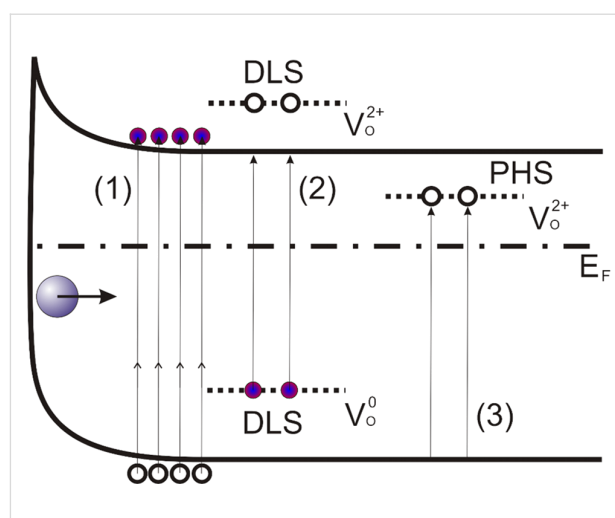 DLS
V_O^2+
(1)
(2)
PHS
V_O^2+
E_F
DLS
V_O^0
(3)